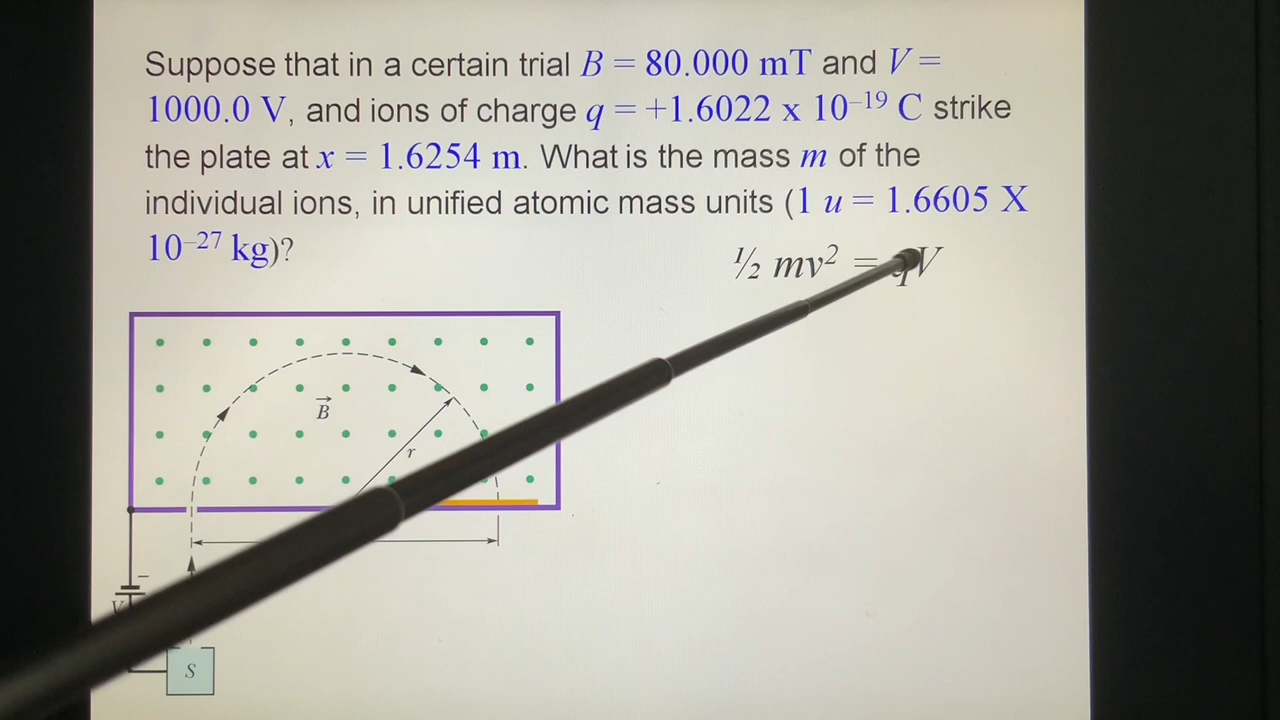 Suppose that in a certain trial B = 80.000 mT and V =
1000.0 V, and ions of charge q = +1.6022 x 10⁻¹⁹ C strike
the plate at x = 1.6254 m. What is the mass m of the
individual ions, in unified atomic mass units (1 u = 1.6605 X
10⁻²⁷ kg)?
½ mv² = qV
B
r
V
S